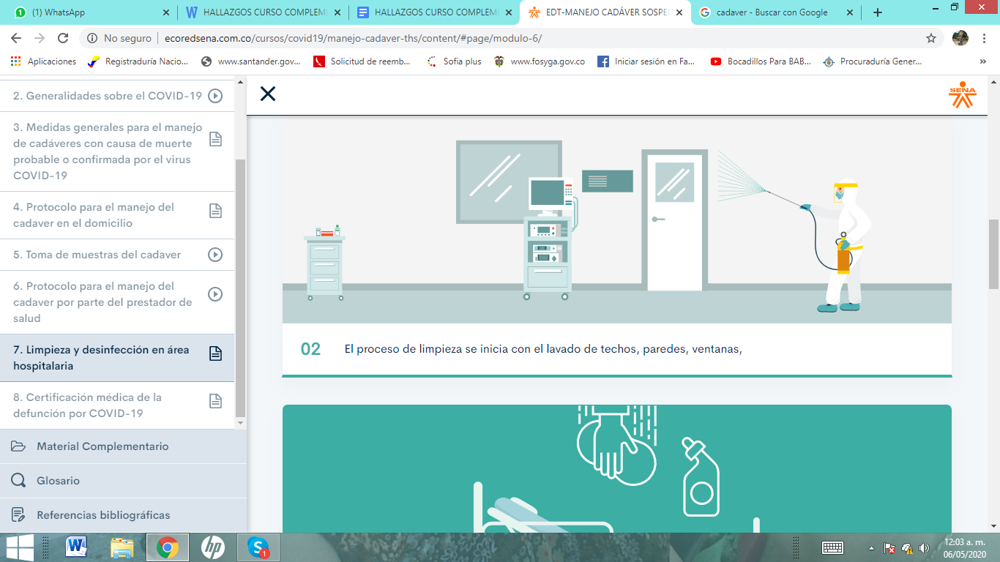 (1) WhatsApp
HALLAZGOS CURSO COMPLEM
HALLAZGOS CURSO COMPLEM
EDT-MANEJO CADÁVER SOSPEC
cadaver - Buscar con Google
No seguro
ecoredsena.com.co/cursos/covid19/manejo-cadaver-ths/content/#page/modulo-6/
Aplicaciones
Registraduría Nacio...
www.santander.gov...
Solicitud de reemb...
Sofia plus
www.fosyga.gov.co
Iniciar sesión en Fa...
Bocadillos Para BAB...
Procuraduría Gener...
2. Generalidades sobre el COVID-19
3. Medidas generales para el manejo
de cadáveres con causa de muerte
probable o confirmada por el virus
COVID-19
4. Protocolo para el manejo del
cadaver en el domicilio
5. Toma de muestras del cadaver
6. Protocolo para el manejo del
cadaver por parte del prestador de
salud
7. Limpieza y desinfección en área
hospitalaria
8. Certificación médica de la
defunción por COVID-19
Material Complementario
Glosario
Referencias bibliográficas
SENA
02 El proceso de limpieza se inicia con el lavado de techos, paredes, ventanas,
12:03 a. m.
06/05/2020